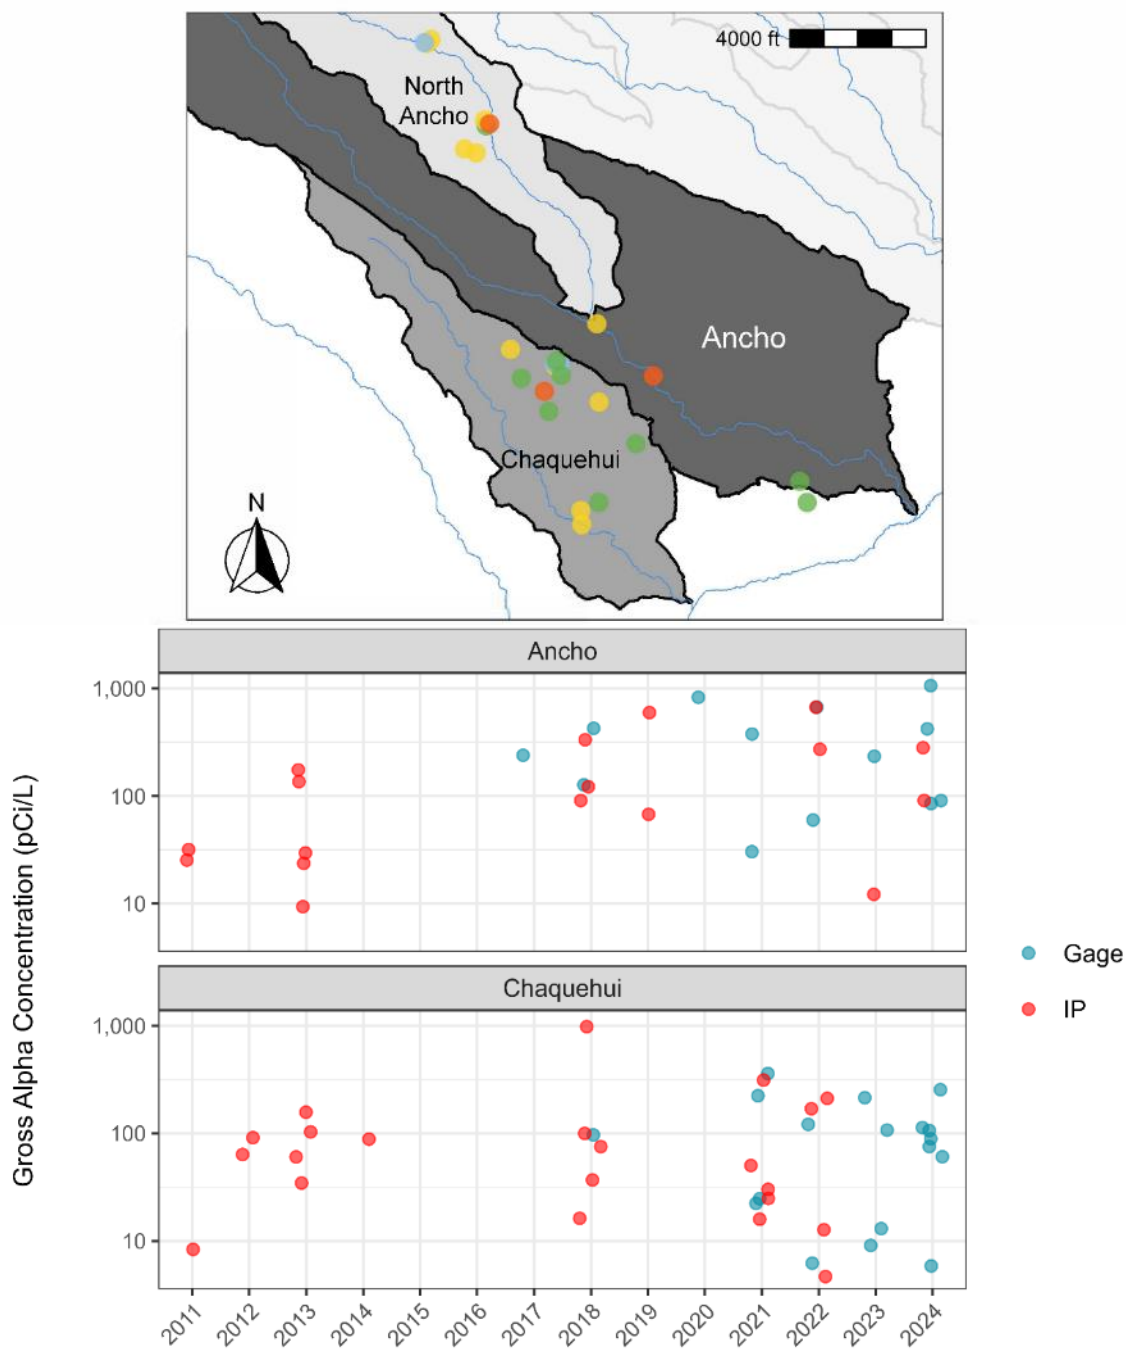 4000 ft
North
Ancho
Ancho
Chaquehui
N
Ancho
1,000
100
10
Gross Alpha Concentration (pCi/L)
Gage
IP
Chaquehui
1,000
100
10
2011
2012
2013
2014
2015
2016
2017
2018
2019
2020
2021
2022
2023
2024